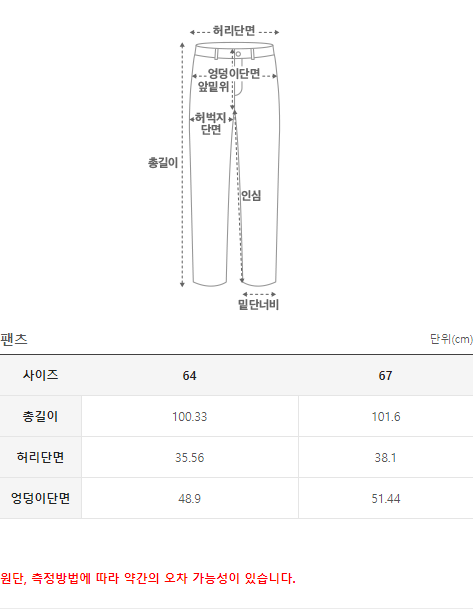 허리단면
엉덩이단면
앞밑위
허벅지
단면
총길이
인심
밑단너비
팬츠 단위(cm)
사이즈 64 67
총길이 100.33 101.6
허리단면 35.56 38.1
엉덩이단면 48.9 51.44
원단, 측정방법에 따라 약간의 오차 가능성이 있습니다.